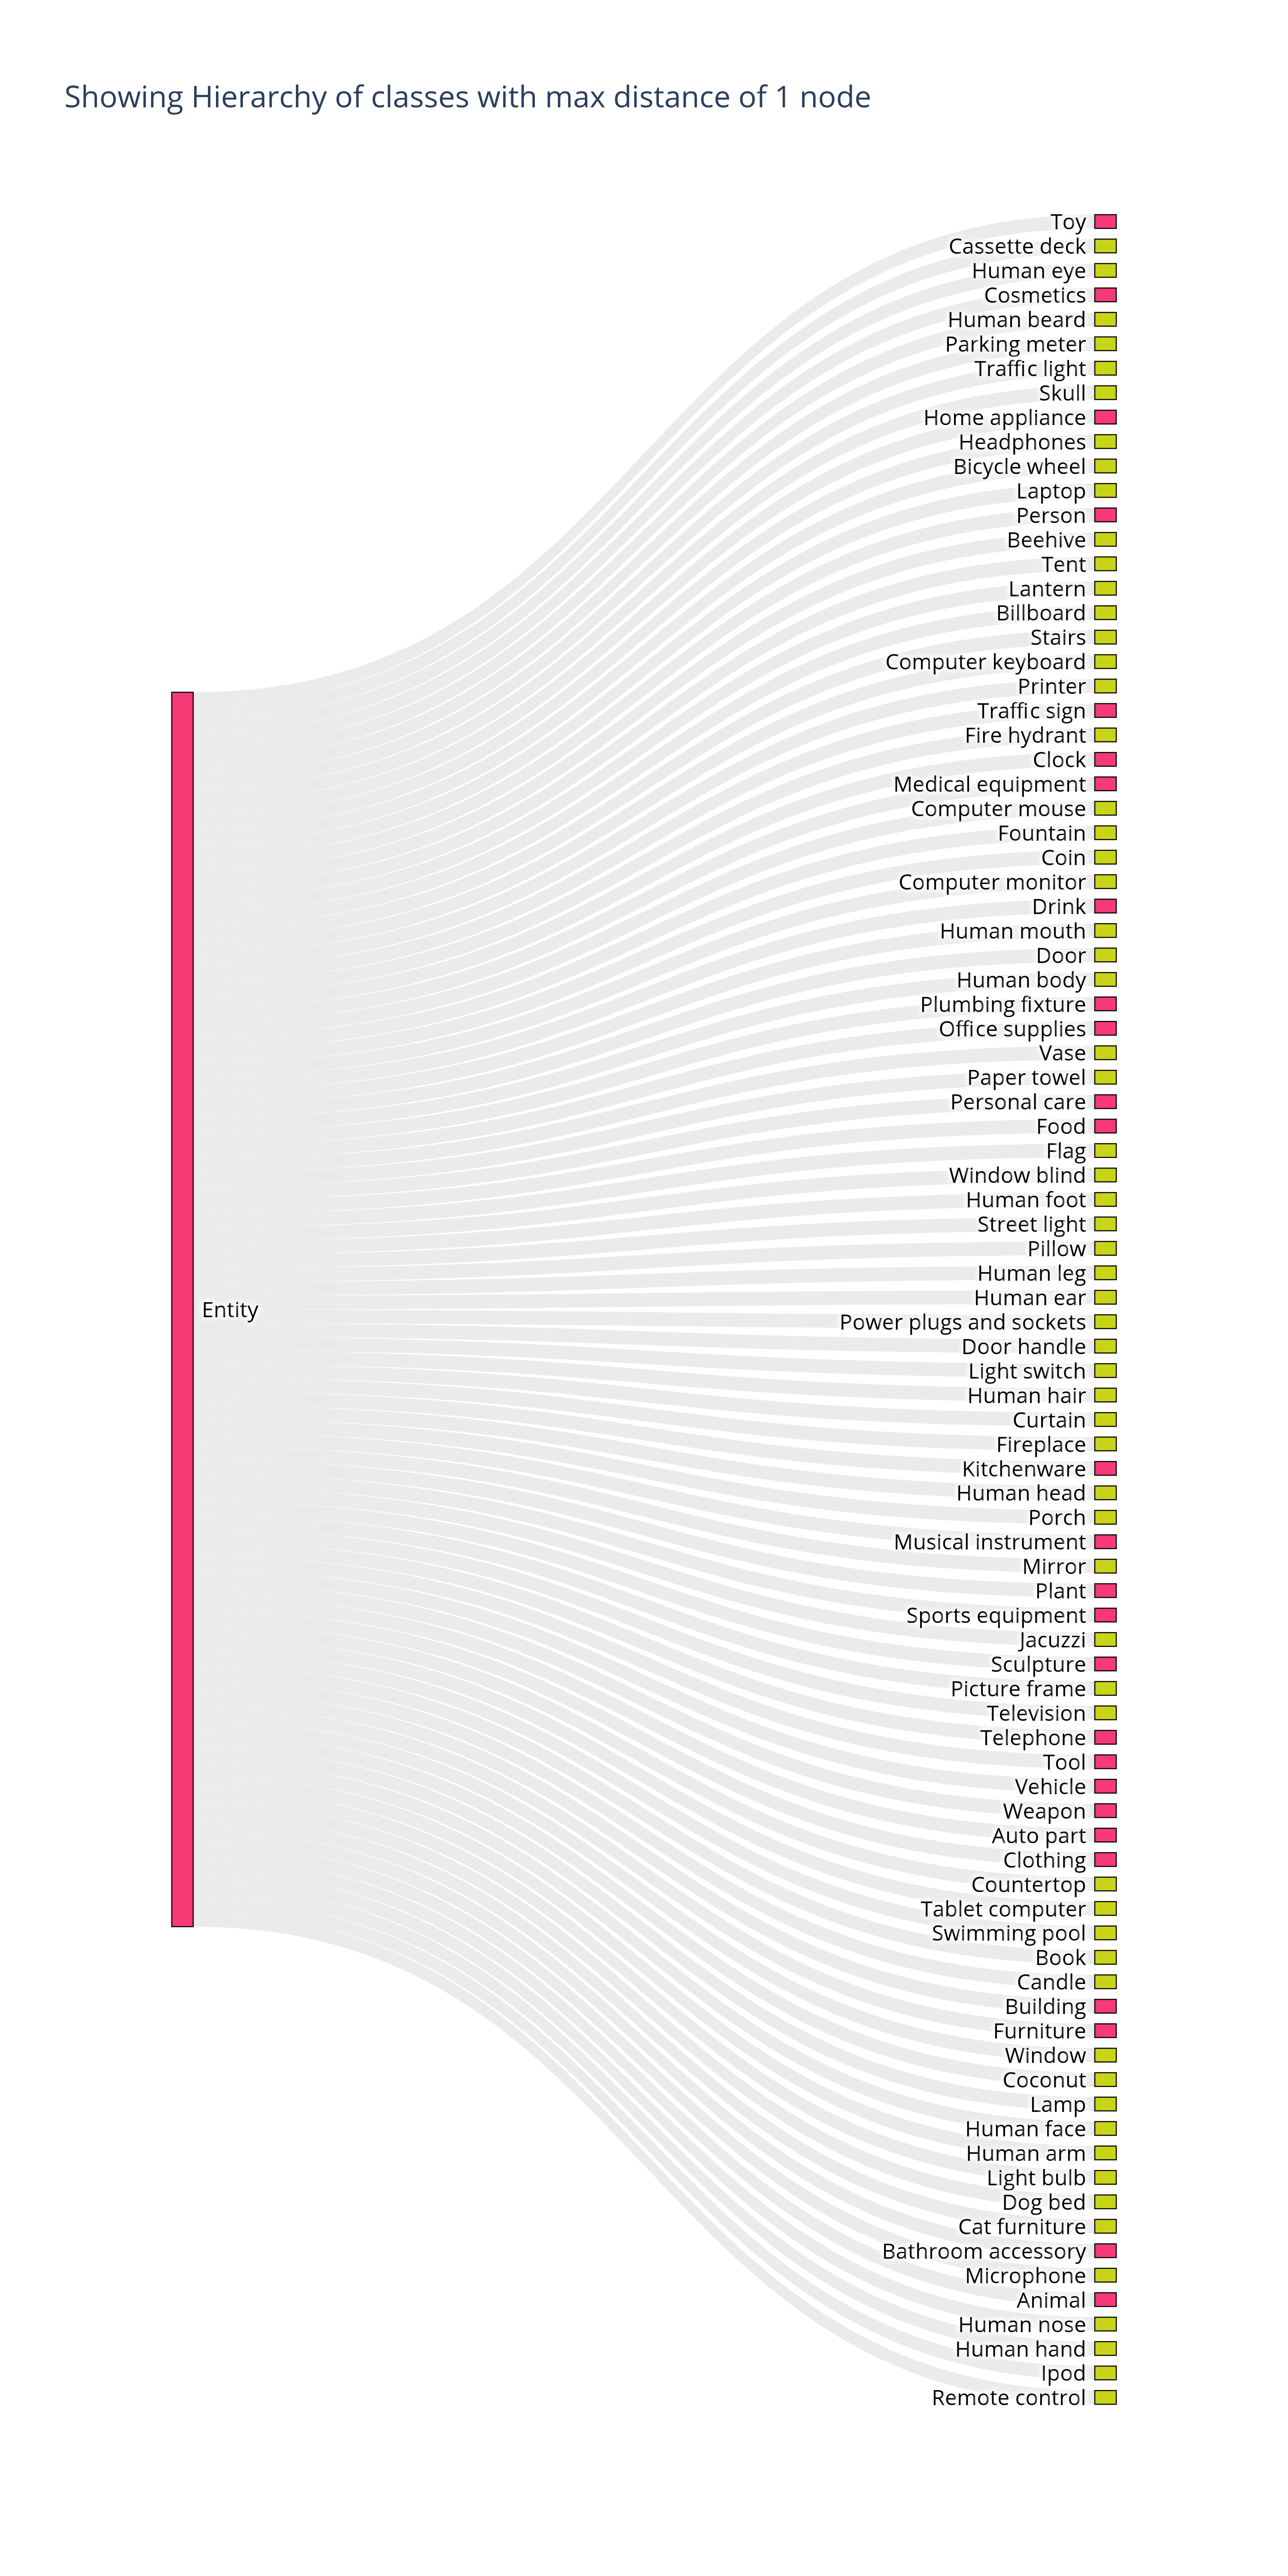 Showing Hierarchy of classes with max distance of 1 node
Toy
Cassette deck
Human eye
Cosmetics
Human beard
Parking meter
Traffic light
Skull
Home appliance
Headphones
Bicycle wheel
Laptop
Person
Beehive
Tent
Lantern
Billboard
Stairs
Computer keyboard
Printer
Traffic sign
Fire hydrant
Clock
Medical equipment
Computer mouse
Fountain
Coin
Computer monitor
Drink
Human mouth
Door
Human body
Plumbing fixture
Office supplies
Vase
Paper towel
Personal care
Food
Flag
Window blind
Human foot
Street light
Pillow
Human leg
Human ear
Entity
Power plugs and sockets
Door handle
Light switch
Human hair
Curtain
Fireplace
Kitchenware
Human head
Porch
Musical instrument
Mirror
Plant
Sports equipment
Jacuzzi
Sculpture
Picture frame
Television
Telephone
Tool
Vehicle
Weapon
Auto part
Clothing
Countertop
Tablet computer
Swimming pool
Book
Candle
Building
Furniture
Window
Coconut
Lamp
Human face
Human arm
Light bulb
Dog bed
Cat furniture
Bathroom accessory
Microphone
Animal
Human nose
Human hand
Ipod
Remote control